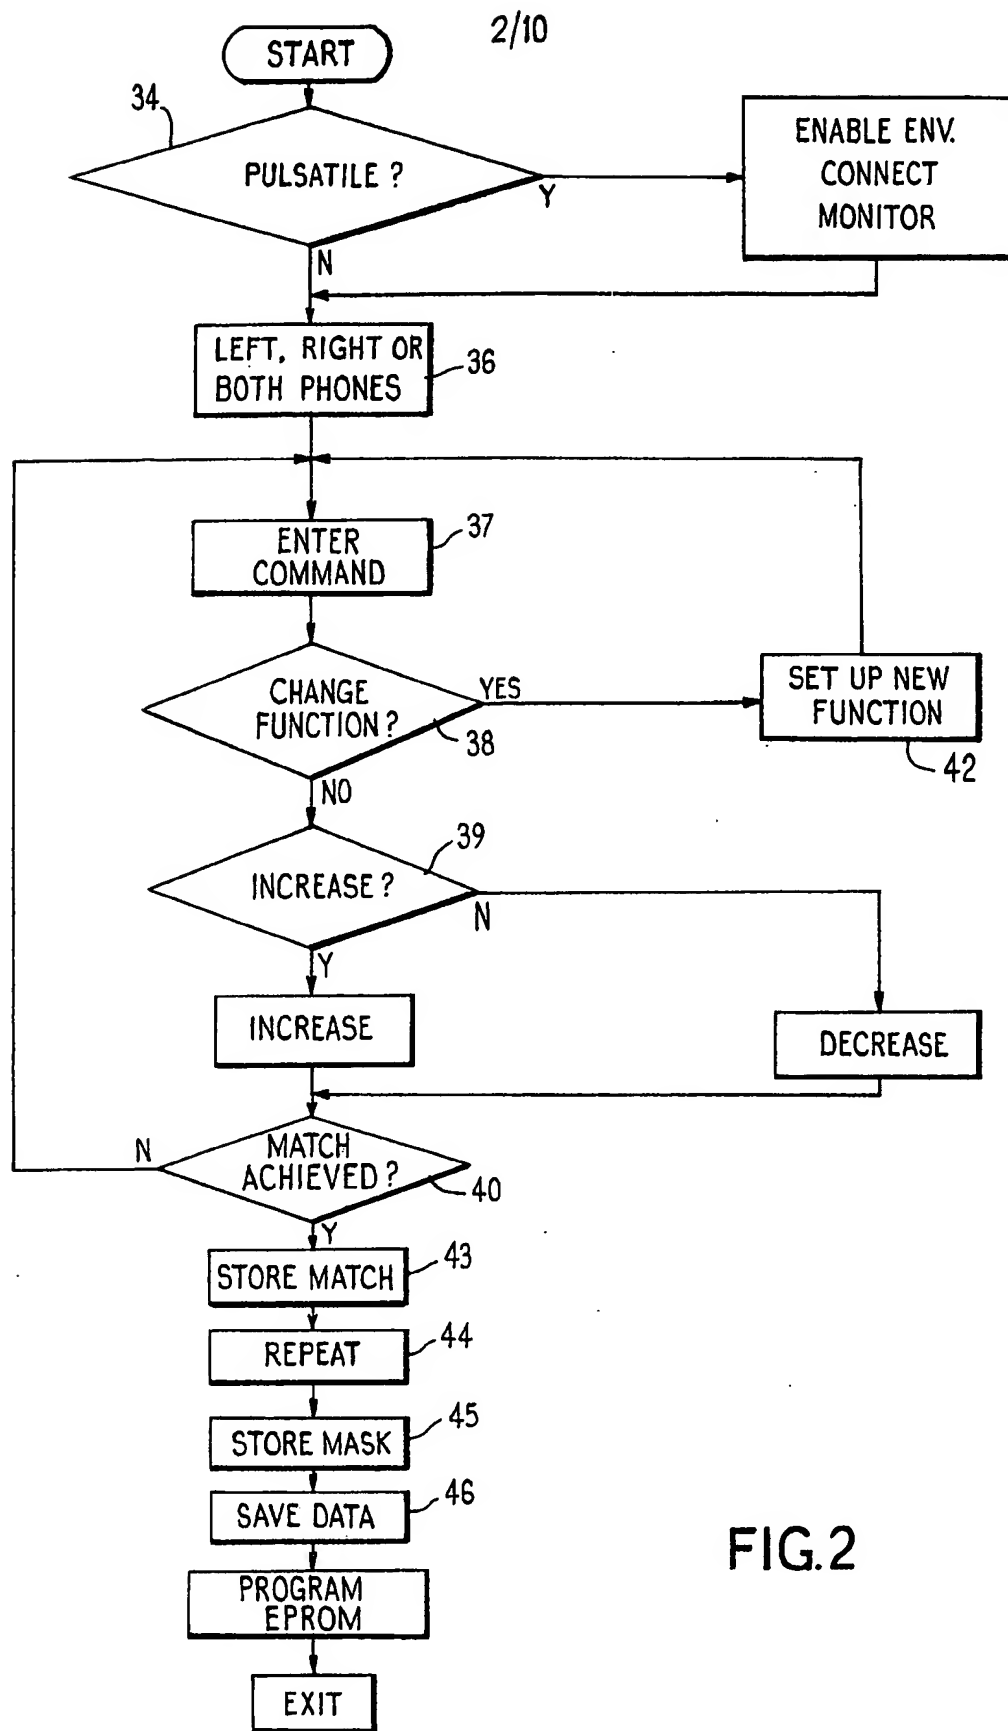 2/10
START
34
PULSATILE ?
Y
N
ENABLE ENV.
CONNECT
MONITOR
LEFT, RIGHT OR
BOTH PHONES
36
ENTER
COMMAND
37
CHANGE
FUNCTION ?
38
YES
NO
SET UP NEW
FUNCTION
42
39
INCREASE ?
N
Y
INCREASE
DECREASE
MATCH
ACHIEVED ?
N
40
Y
STORE MATCH
43
REPEAT
44
STORE MASK
45
SAVE DATA
46
PROGRAM
EPROM
EXIT
FIG.2